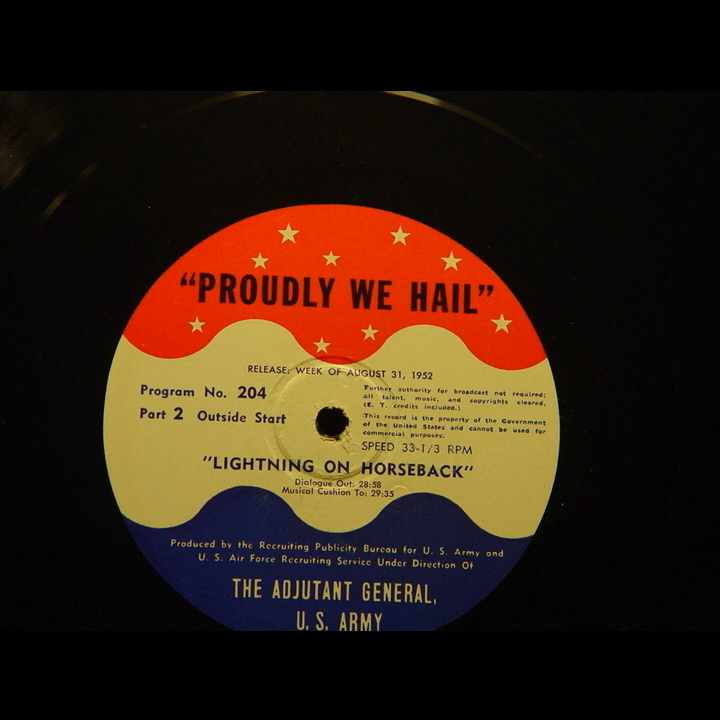 “PROUDLY WE HAIL”
RELEASE: WEEK OF AUGUST 31, 1952
Program No. 204
Part 2 Outside Start
Further authority for broadcast not required;
all talent, music, and copyrights cleared.
(E. T. credits included.)
This record is the property of the Government
of the United States and cannot be used for
commercial purposes.
SPEED 33-1/3 RPM
“LIGHTNING ON HORSEBACK”
Dialogue Out: 28:58
Musical Cushion To: 29:35
Produced by the Recruiting Publicity Bureau for U. S. Army and
U. S. Air Force Recruiting Service Under Direction Of
THE ADJUTANT GENERAL,
U. S. ARMY